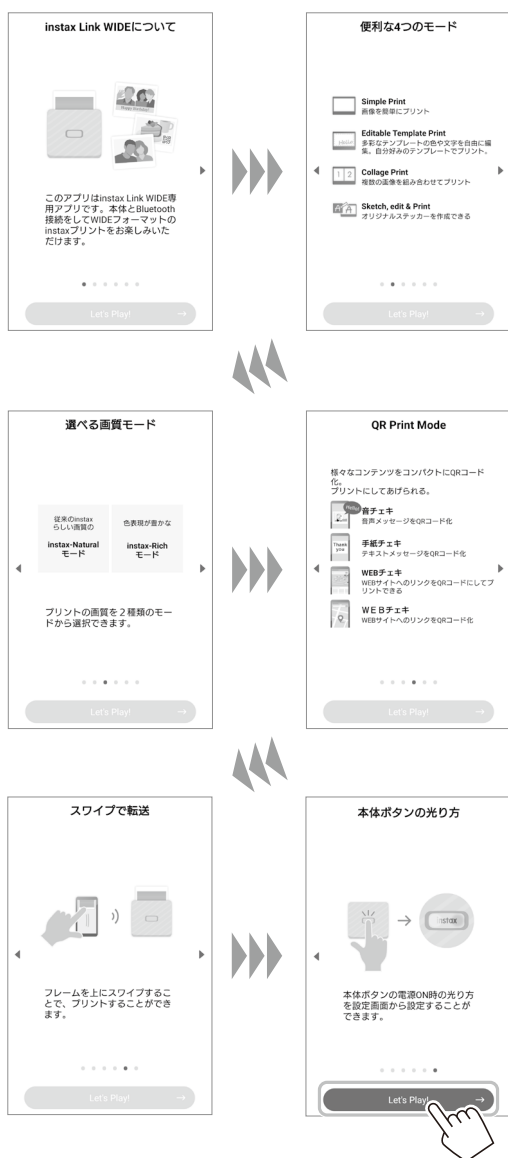 instax Link WIDEについて
このアプリはinstax Link WIDE専
用アプリです。本体とBluetooth
接続をしてWIDEフォーマットの
instaxプリントをお楽しみいた
だけます。
Let's Play!
便利な4つのモード
Simple Print
画像を簡単にプリント
Editable Template Print
多彩なテンプレートの色や文字を自由に編
集。自分好みのテンプレートでプリント。
1 2
Collage Print
複数の画像を組み合わせてプリント
Sketch, edit & Print
オリジナルステッカーを作成できる
Let's Play!
選べる画質モード
従来のinstax
らしい画質の
instax-Natural
モード
色表現が豊かな
instax-Rich
モード
プリントの画質を２種類のモー
ドから選択できます。
Let's Play!
QR Print Mode
様々なコンテンツをコンパクトにQRコード
化。
プリントにしてあげられる。
Hello!
音チェキ
音声メッセージをQRコード化
Thank
you
手紙チェキ
テキストメッセージをQRコード化
WEBチェキ
WEBサイトへのリンクをQRコードにしてプ
リントできる
ＷＥＢチェキ
WEBサイトへのリンクをQRコード化
Let's Play!
スワイプで転送
フレームを上にスワイプするこ
とで、プリントすることができ
ます。
Let's Play!
本体ボタンの光り方
instax
本体ボタンの電源ON時の光り方
を設定画面から設定することが
できます。
Let's Play!